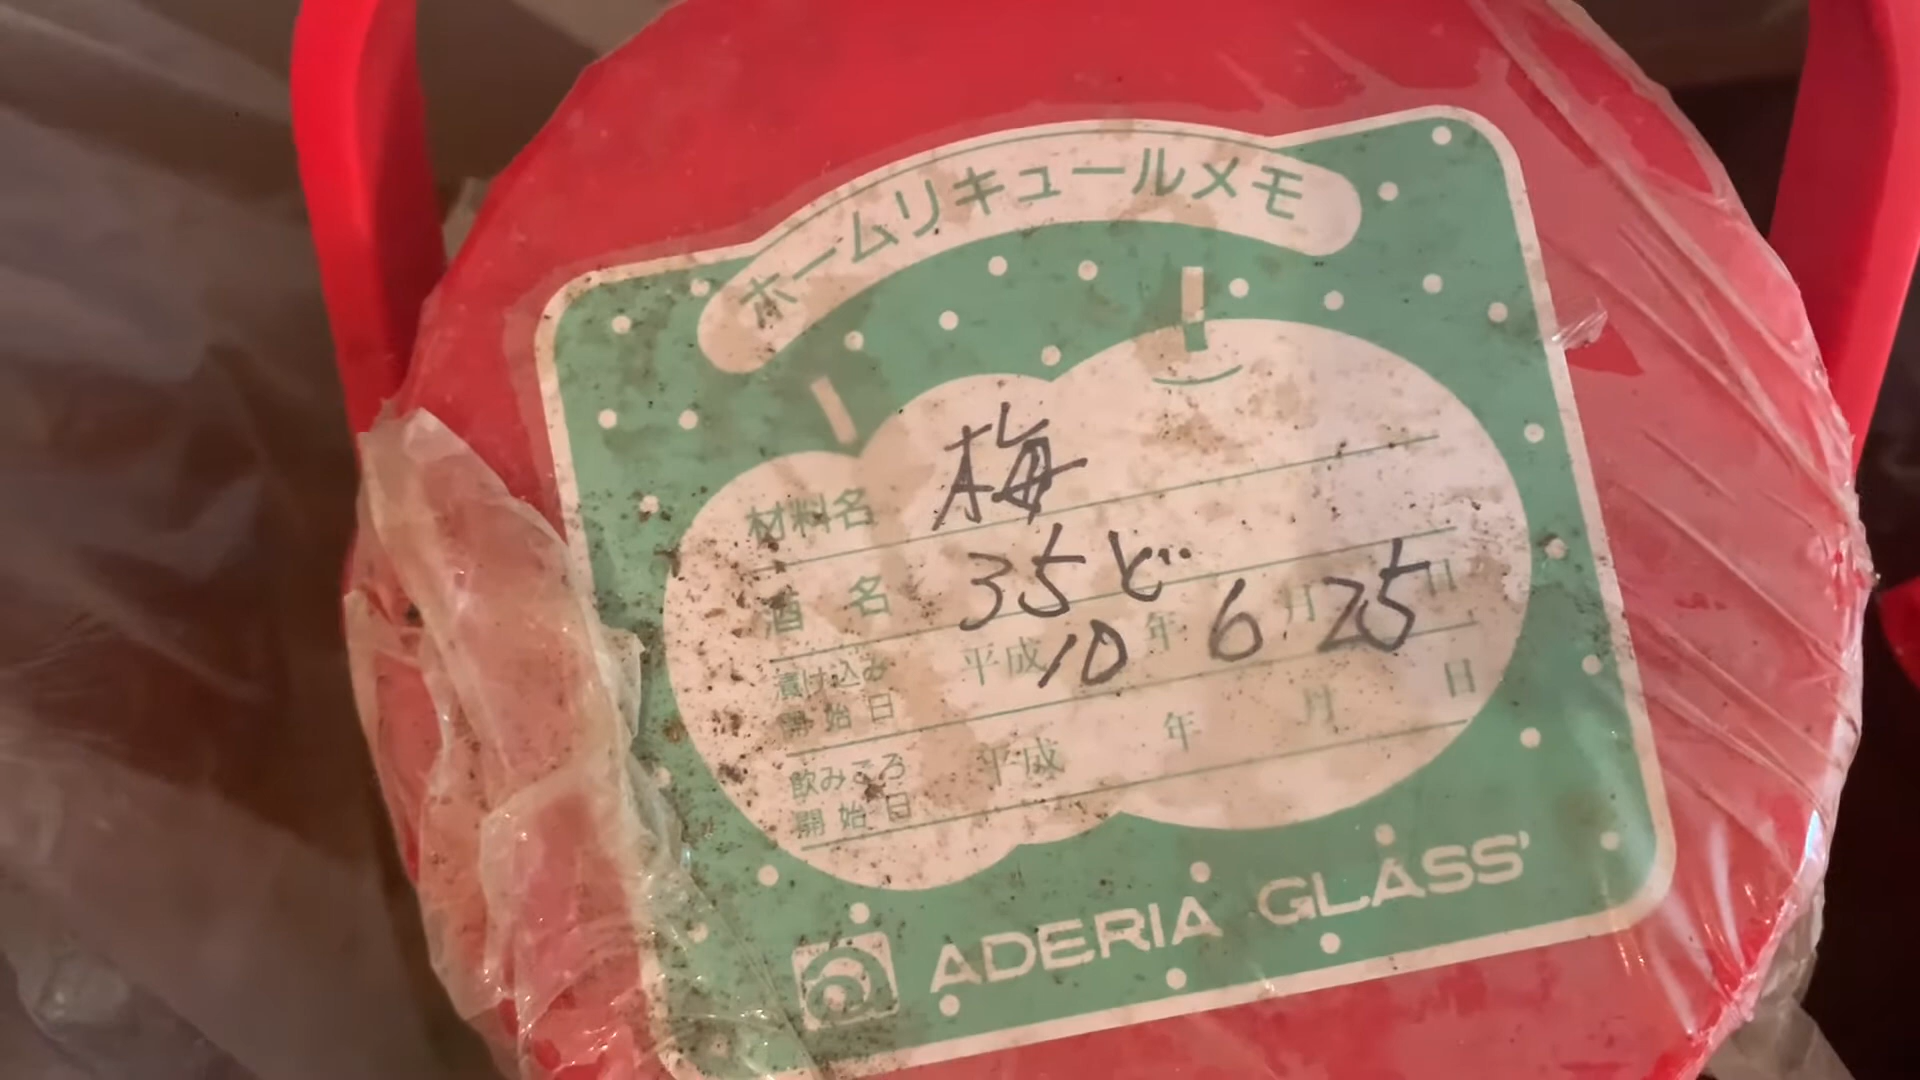 ホームリキュールメモ
材料名 梅
酒名 35ど
漬け込み開始日 平成10年6月25日
飲みごろ開始日 平成 年 月 日
ADERIA GLASS